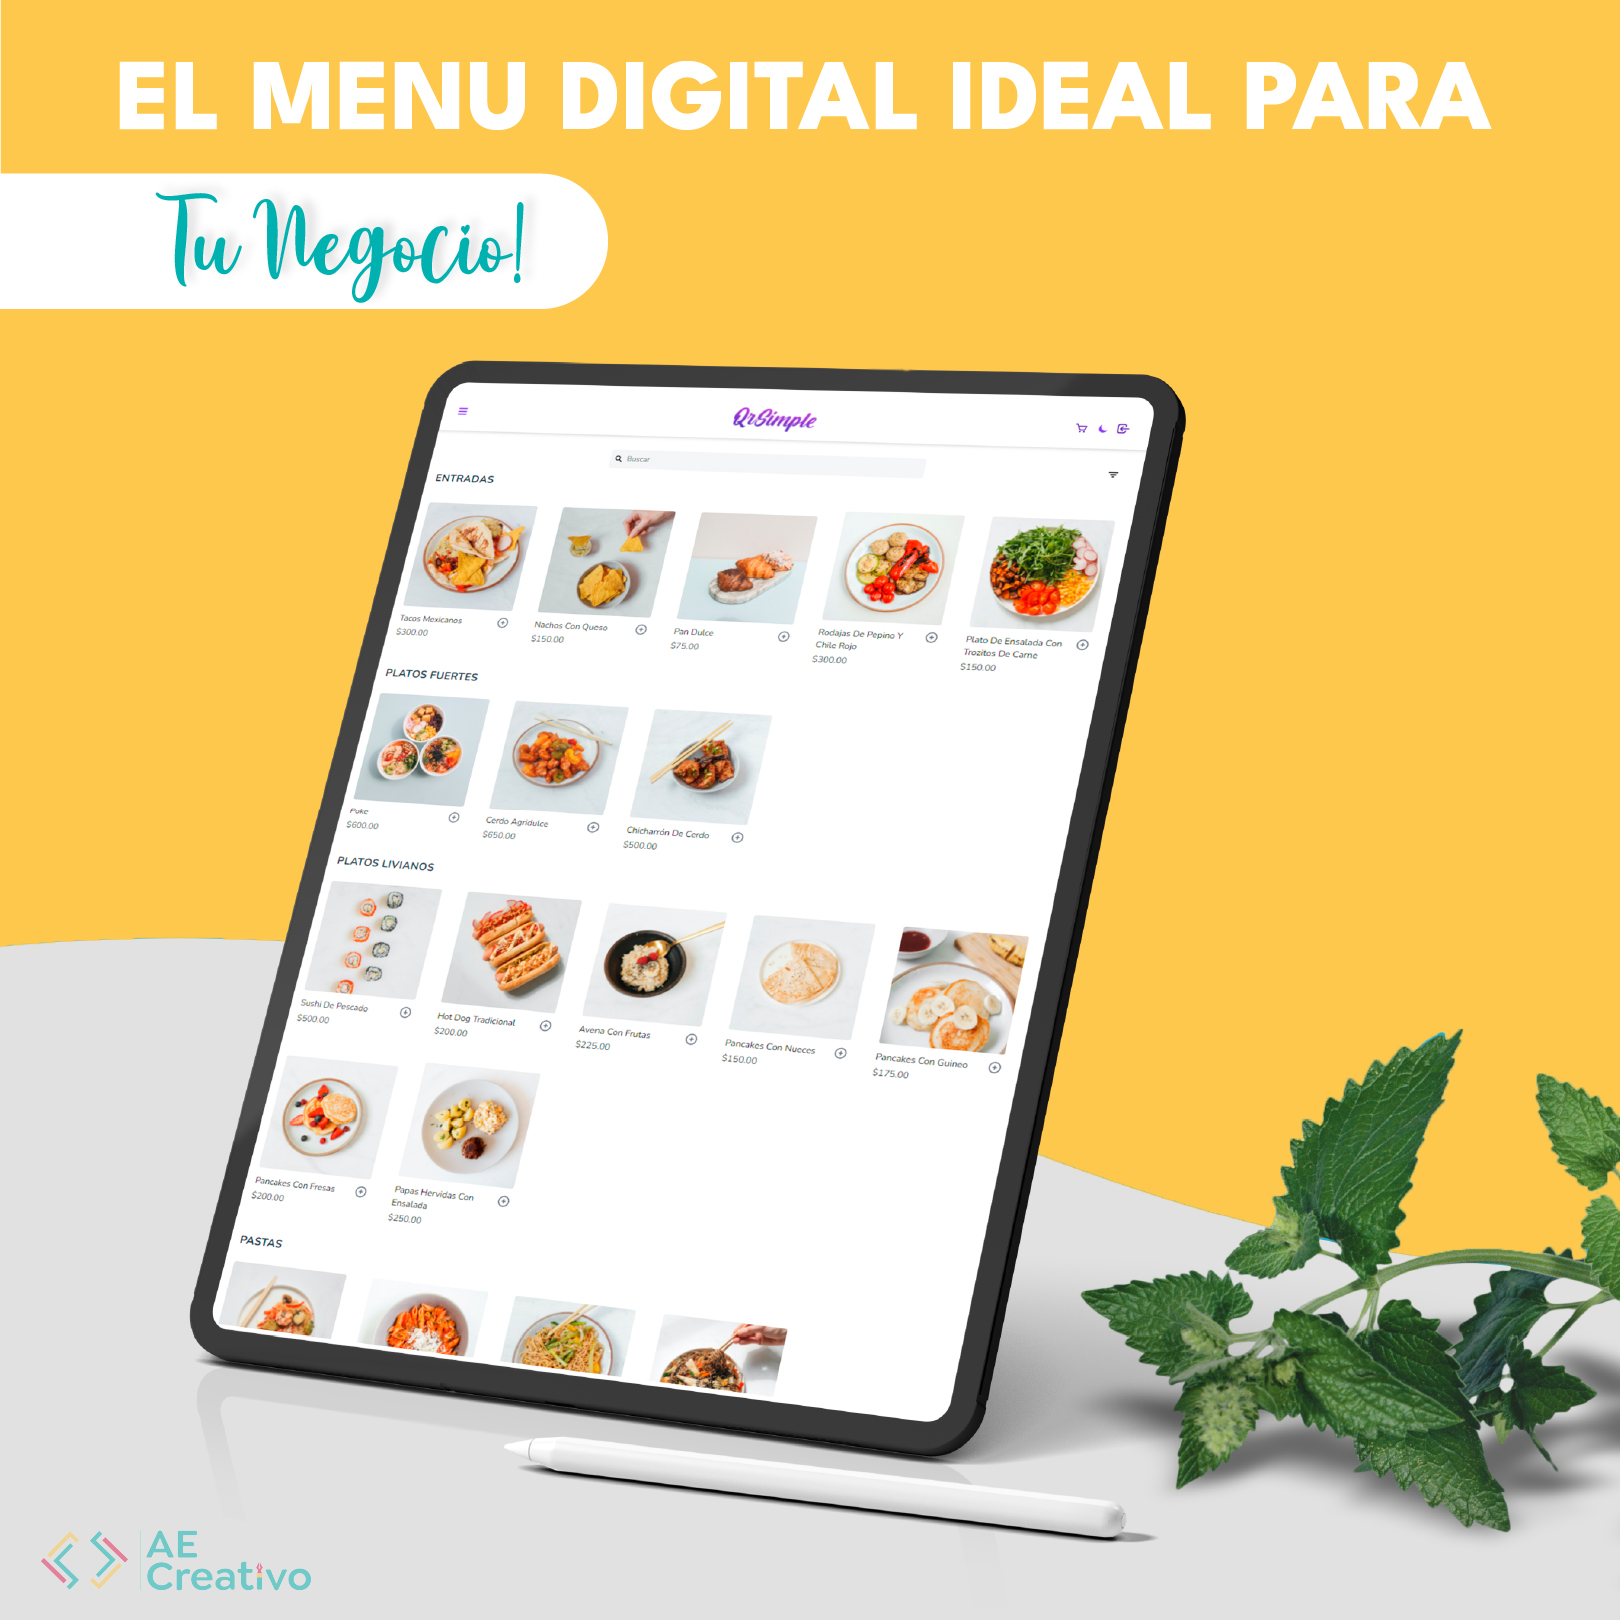 EL MENU DIGITAL IDEAL PARA
Tu Negocio!
QrSimple
Buscar
ENTRADAS
Tacos Mexicanos
$300.00
Nachos Con Queso
$150.00
Pan Dulce
$75.00
Rodajas De Pepino Y
Chile Rojo
$300.00
Plato De Ensalada Con
Trozitos De Carne
$150.00
PLATOS FUERTES
$600.00
Cerdo Agridulce
$650.00
Chicharrón De Cerdo
$500.00
PLATOS LIVIANOS
Sushi De Pescado
$500.00
Hot Dog Tradicional
$200.00
Avena Con Frutas
$225.00
Pancakes Con Nueces
$150.00
Pancakes Con Guineo
$175.00
Pancakes Con Fresas
$200.00
Papas Hervidas Con
Ensalada
$250.00
PASTAS
AE
Creativo